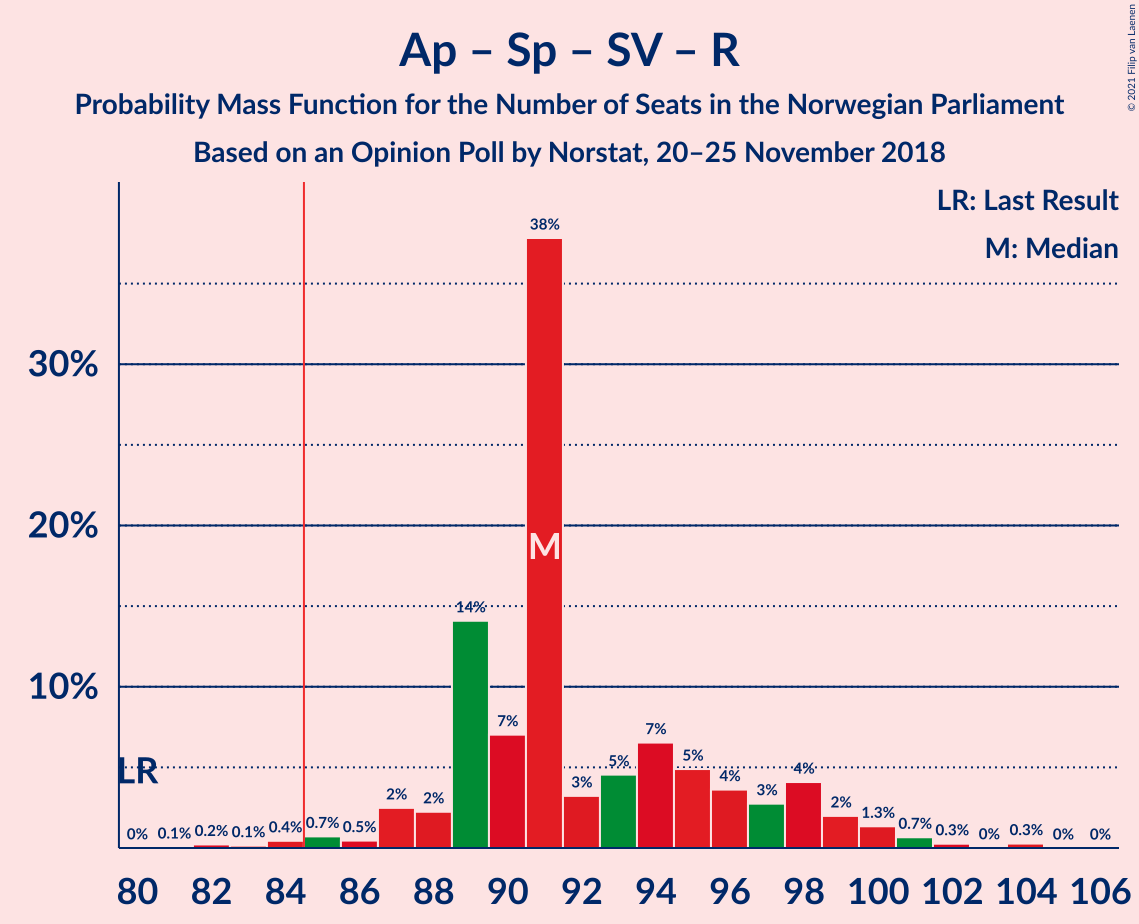 Ap – Sp – SV – R
Probability Mass Function for the Number of Seats in the Norwegian Parliament
Based on an Opinion Poll by Norstat, 20–25 November 2018
© 2021 Filip van Laenen
LR: Last Result
M: Median
30%
20%
10%
LR
M
0% 0.1% 0.2% 0.1% 0.4% 0.7% 0.5% 2% 2% 14% 7% 38% 3% 5% 7% 5% 4% 3% 4% 2% 1.3% 0.7% 0.3% 0% 0.3% 0% 0%
80 82 84 86 88 90 92 94 96 98 100 102 104 106